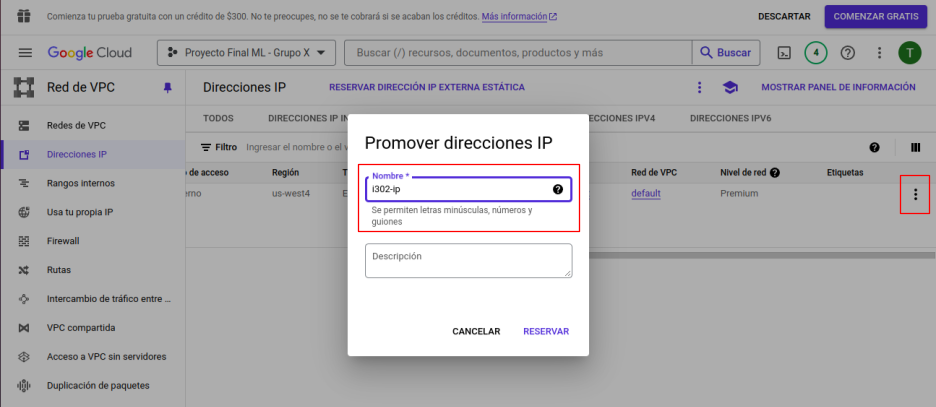 Comienza tu prueba gratuita con un crédito de $300. No te preocupes, no se te cobrará si se acaban los créditos. Más información
DESCARTAR
COMENZAR GRATIS
Google Cloud
Proyecto Final ML - Grupo X
Buscar (/) recursos, documentos, productos y más
Buscar
4
T
Red de VPC
Direcciones IP
RESERVAR DIRECCIÓN IP EXTERNA ESTÁTICA
MOSTRAR PANEL DE INFORMACIÓN
Redes de VPC
Direcciones IP
Rangos internos
Usa tu propia IP
Firewall
Rutas
Intercambio de tráfico entre ...
VPC compartida
Acceso a VPC sin servidores
Duplicación de paquetes
TODOS
DIRECCIONES IP IN
CCIONES IPV4
DIRECCIONES IPV6
Filtro
Ingresar el nombre o el v
o de acceso
Región
T
Red de VPC
Nivel de red
Etiquetas
rno
us-west4
default
Premium
Promover direcciones IP
Nombre *
i302-ip
Se permiten letras minúsculas, números y
guiones
Descripción
CANCELAR
RESERVAR